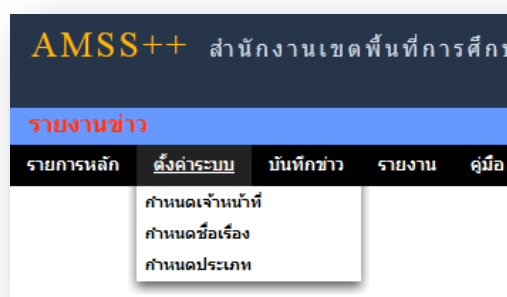 AMSS++ สำนักงานเขตพื้นที่การศึกษ
รายงานข่าว
รายการหลัก ตั้งค่าระบบ บันทึกข่าว รายงาน คู่มือ
กำหนดเจ้าหน้าที่
กำหนดชื่อเรื่อง
กำหนดประเภท